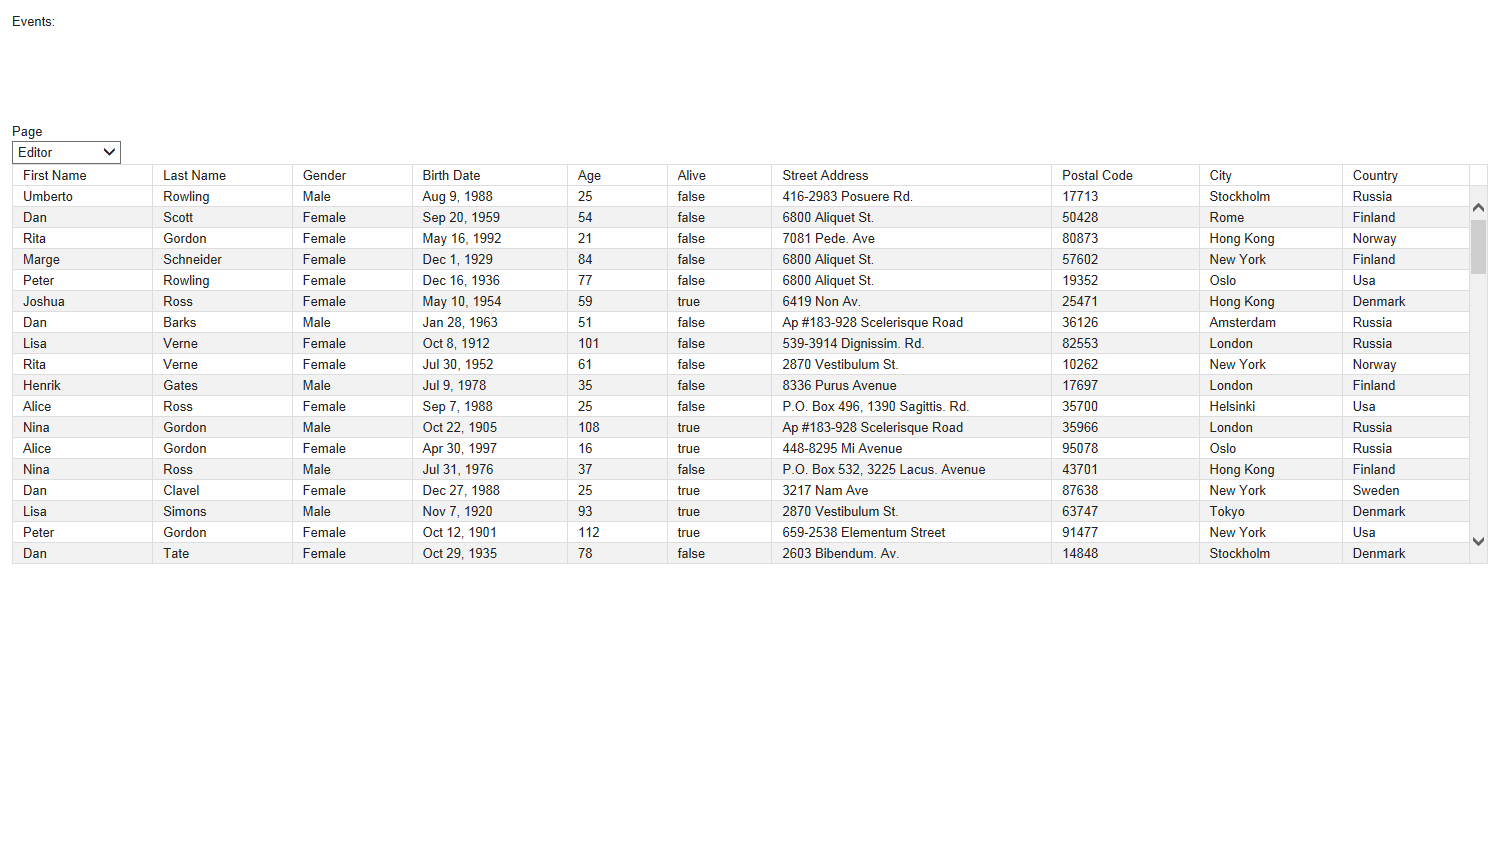 Events:
Page
Editor
First Name Last Name Gender Birth Date Age Alive Street Address Postal Code City Country
Umberto Rowling Male Aug 9, 1988 25 false 416-2983 Posuere Rd. 17713 Stockholm Russia
Dan Scott Female Sep 20, 1959 54 false 6800 Aliquet St. 50428 Rome Finland
Rita Gordon Female May 16, 1992 21 false 7081 Pede. Ave 80873 Hong Kong Norway
Marge Schneider Female Dec 1, 1929 84 false 6800 Aliquet St. 57602 New York Finland
Peter Rowling Female Dec 16, 1936 77 false 6800 Aliquet St. 19352 Oslo Usa
Joshua Ross Female May 10, 1954 59 true 6419 Non Av. 25471 Hong Kong Denmark
Dan Barks Male Jan 28, 1963 51 false Ap #183-928 Scelerisque Road 36126 Amsterdam Russia
Lisa Verne Female Oct 8, 1912 101 false 539-3914 Dignissim. Rd. 82553 London Russia
Rita Verne Female Jul 30, 1952 61 false 2870 Vestibulum St. 10262 New York Norway
Henrik Gates Male Jul 9, 1978 35 false 8336 Purus Avenue 17697 London Finland
Alice Ross Female Sep 7, 1988 25 false P.O. Box 496, 1390 Sagittis. Rd. 35700 Helsinki Usa
Nina Gordon Male Oct 22, 1905 108 true Ap #183-928 Scelerisque Road 35966 London Russia
Alice Gordon Female Apr 30, 1997 16 true 448-8295 Mi Avenue 95078 Oslo Russia
Nina Ross Male Jul 31, 1976 37 false P.O. Box 532, 3225 Lacus. Avenue 43701 Hong Kong Finland
Dan Clavel Female Dec 27, 1988 25 true 3217 Nam Ave 87638 New York Sweden
Lisa Simons Male Nov 7, 1920 93 true 2870 Vestibulum St. 63747 Tokyo Denmark
Peter Gordon Female Oct 12, 1901 112 true 659-2538 Elementum Street 91477 New York Usa
Dan Tate Female Oct 29, 1935 78 false 2603 Bibendum. Av. 14848 Stockholm Denmark